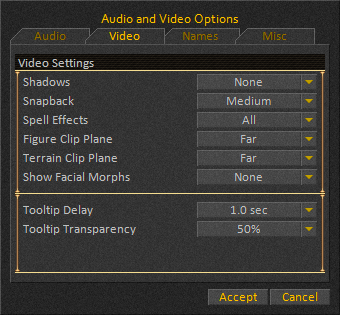 Audio and Video Options
Audio Video Names Misc
Video Settings
Shadows None
Snapback Medium
Spell Effects All
Figure Clip Plane Far
Terrain Clip Plane Far
Show Facial Morphs None
Tooltip Delay 1.0 sec
Tooltip Transparency 50%
Accept Cancel